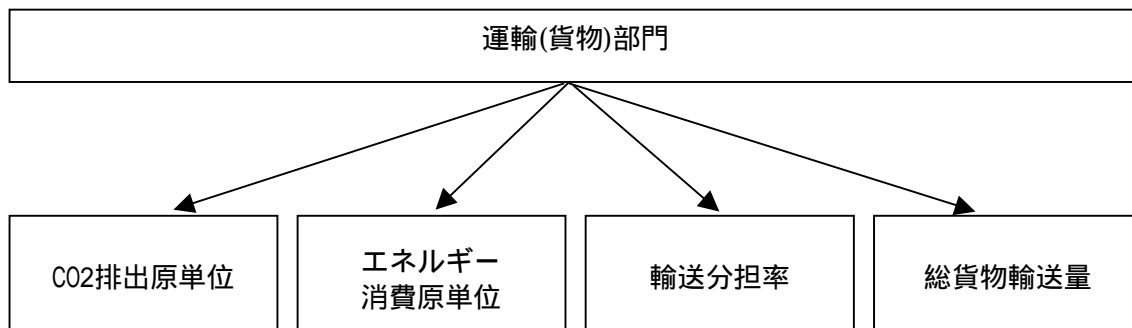 運輸(貨物)部門
CO2排出原単位
エネルギー
消費原単位
輸送分担率
総貨物輸送量